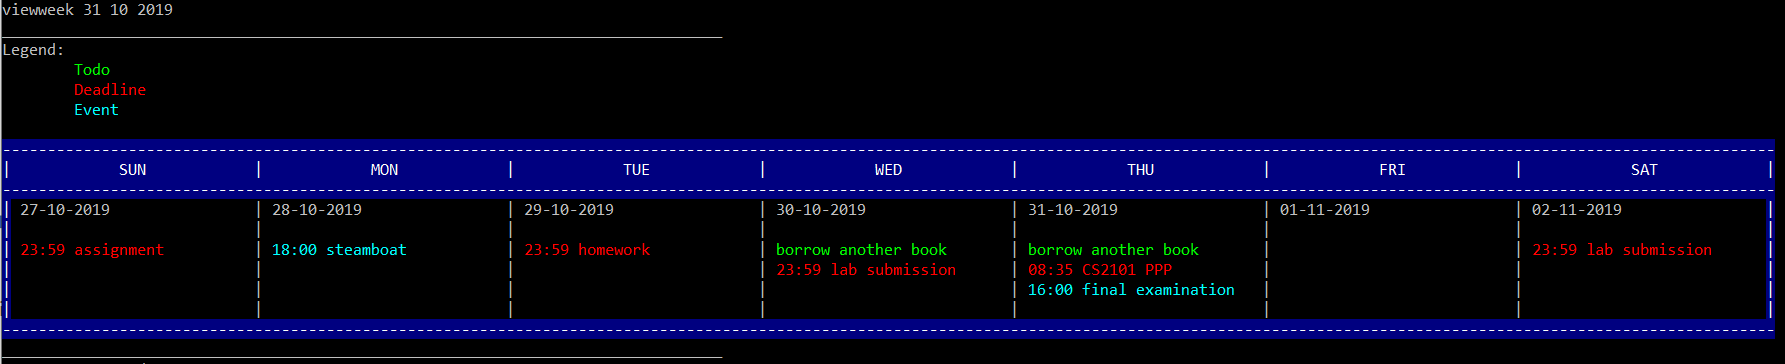 viewweek 31 10 2019
Legend:
Todo
Deadline
Event
| SUN | MON | TUE | WED | THU | FRI | SAT |
| 27-10-2019 | 28-10-2019 | 29-10-2019 | 30-10-2019 | 31-10-2019 | 01-11-2019 | 02-11-2019 |
| 23:59 assignment | 18:00 steamboat | 23:59 homework | borrow another book | borrow another book | | 23:59 lab submission |
| | | | 23:59 lab submission | 08:35 CS2101 PPP | | |
| | | | | 16:00 final examination | | |